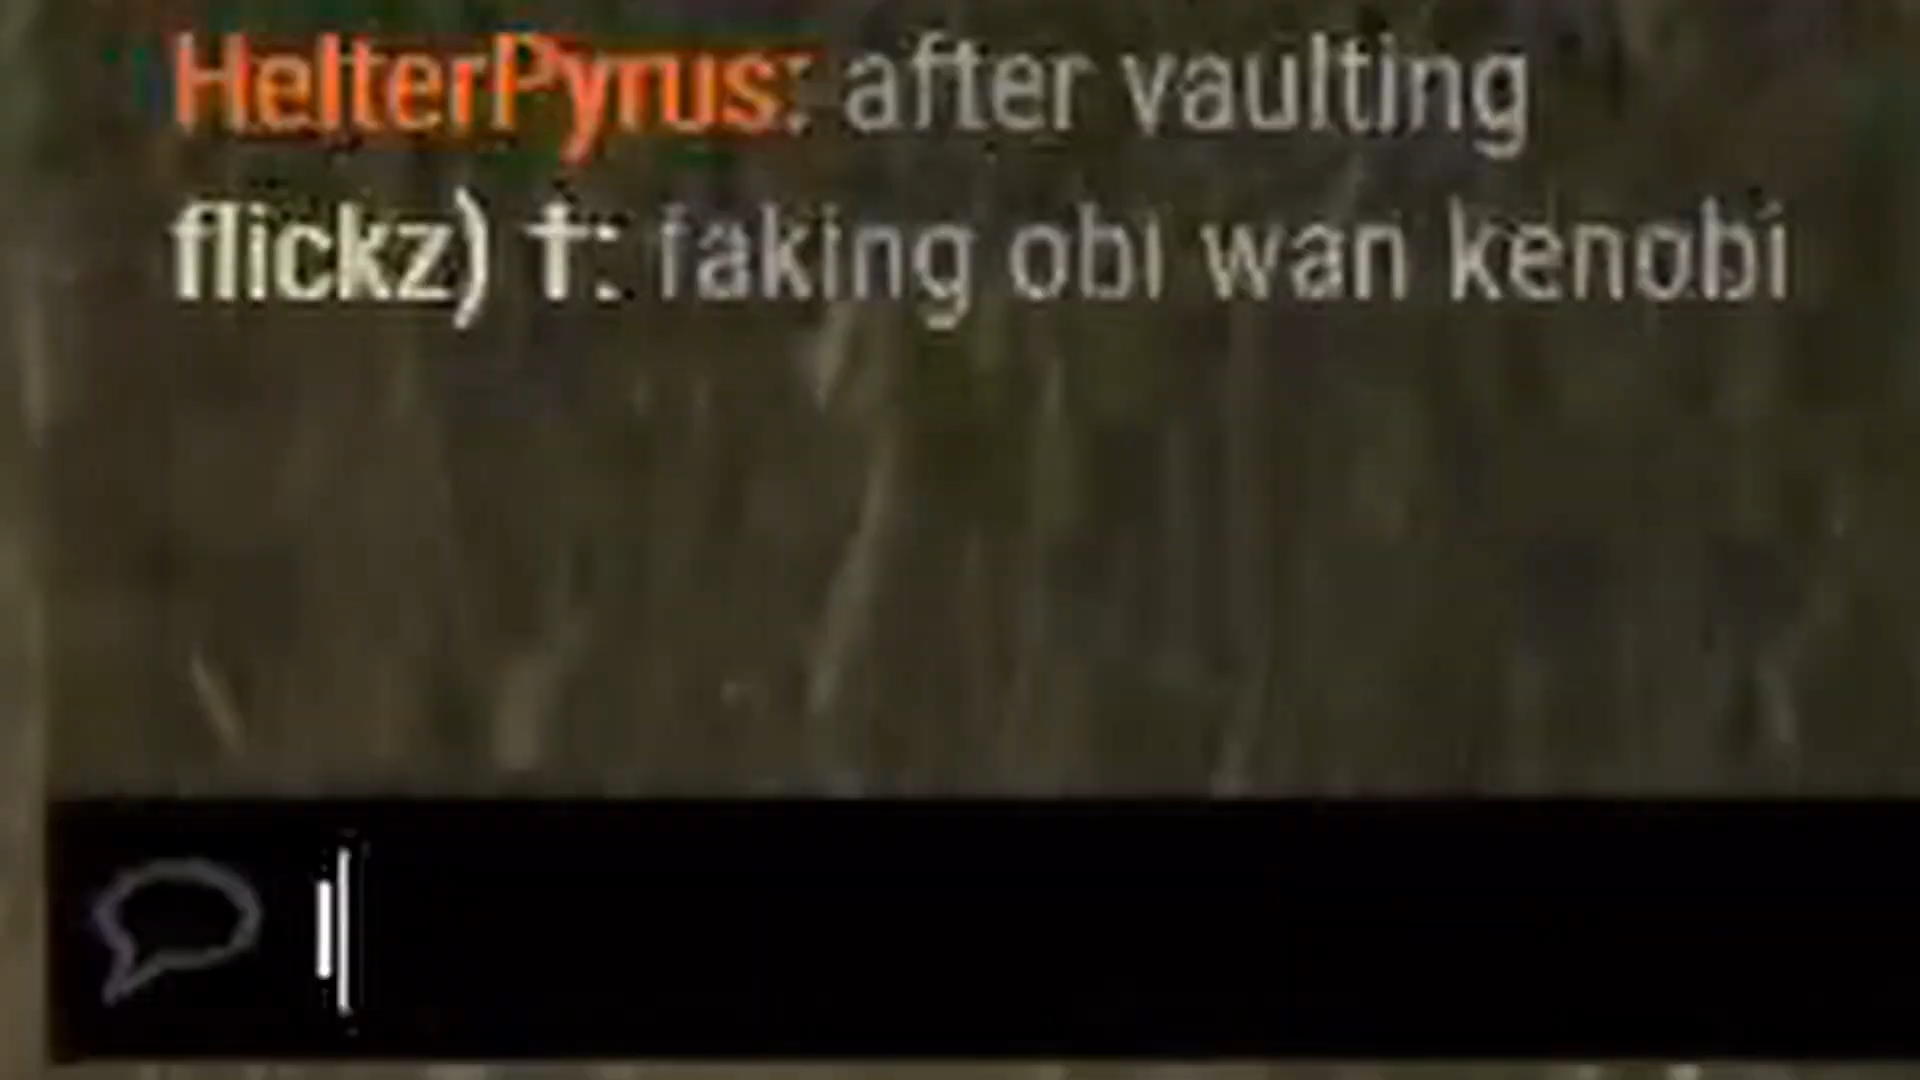 HelterPyrus: after vaulting
flickz) †: faking obi wan kenobi
I